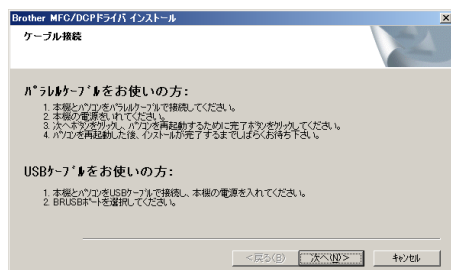 Brother MFC/DCPドライバ インストール
ケーブル接続
パラレルケーブルをお使いの方:
1. 本機とパソコンをパラレルケーブルで接続してください。
2. 本機の電源をいれてください。
3. 次へボタンをクリックし、パソコンを再起動するために完了ボタンをクリックしてください。
4. パソコンを再起動した後、インストールが完了するまでしばらくお待ち下さい。
USBケーブルをお使いの方:
1. 本機とパソコンをUSBケーブルで接続し、本機の電源を入れてください。
2. BRUSBポートを選択してください。
<戻る(B)
次へ(N)>
キャンセル